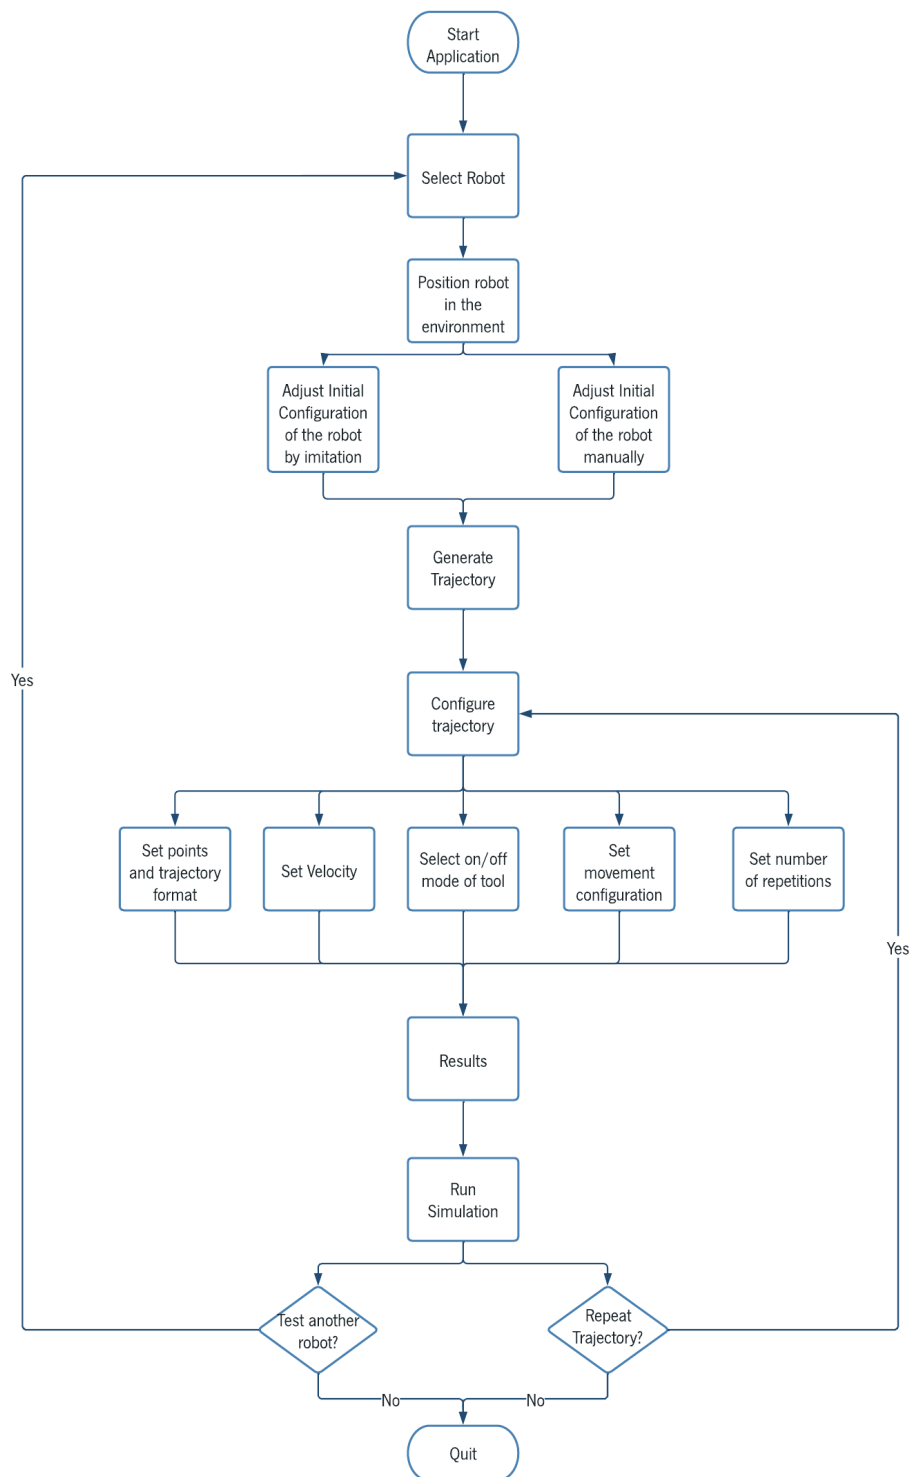 Start
Application
Select Robot
Position robot
in the
environment
Adjust Initial
Configuration
of the robot
by imitation
Adjust Initial
Configuration
of the robot
manually
Generate
Trajectory
Yes
Configure
trajectory
Set points
and trajectory
format
Set Velocity
Select on/off
mode of tool
Set
movement
configuration
Set number
of repetitions
Yes
Results
Run
Simulation
Test another
robot?
Repeat
Trajectory?
No
No
Quit